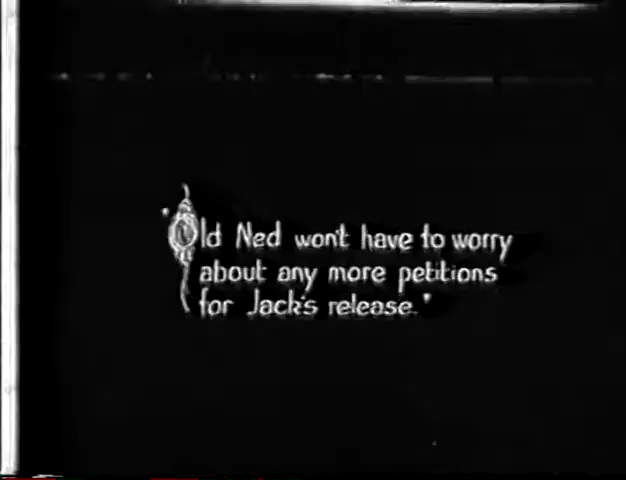 "Old Ned won't have to worry
about any more petitions
for Jack's release."